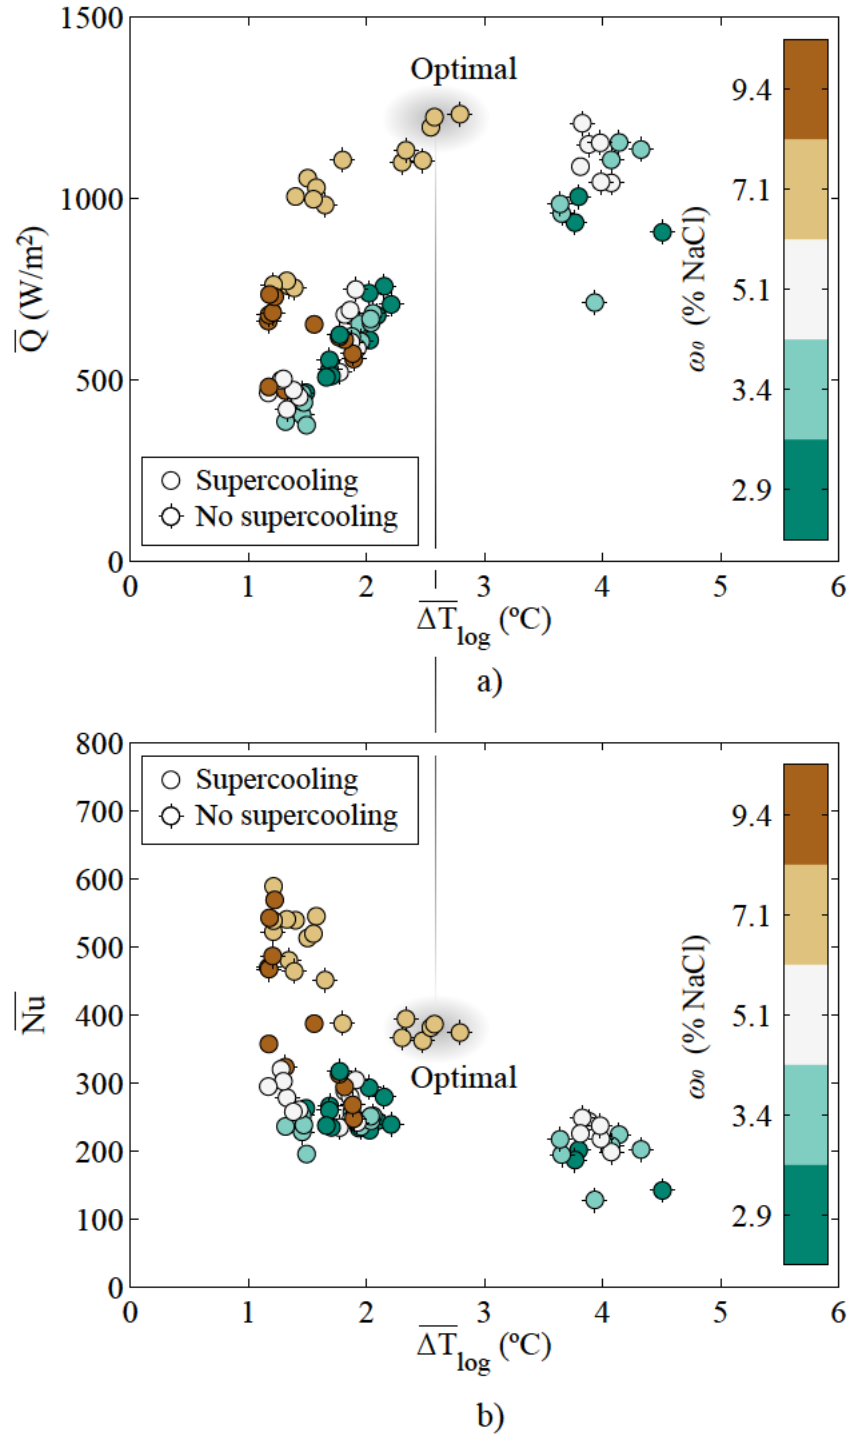 1500
1000
500
0
Q (W/m²)
Optimal
9.4
7.1
5.1
3.4
2.9
ω₀ (% NaCl)
Supercooling
No supercooling
0 1 2 3 4 5 6
ΔT log (ºC)
a)
800
700
600
500
400
300
200
100
0
Nu
Supercooling
No supercooling
Optimal
9.4
7.1
5.1
3.4
2.9
ω₀ (% NaCl)
0 1 2 3 4 5 6
ΔT log (ºC)
b)